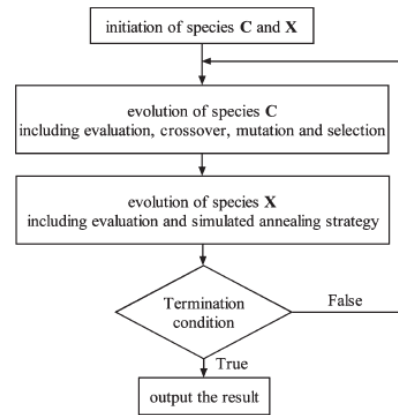 initiation of species C and X
evolution of species C
including evaluation, crossover, mutation and selection
evolution of species X
including evaluation and simulated annealing strategy
Termination
condition
False
True
output the result